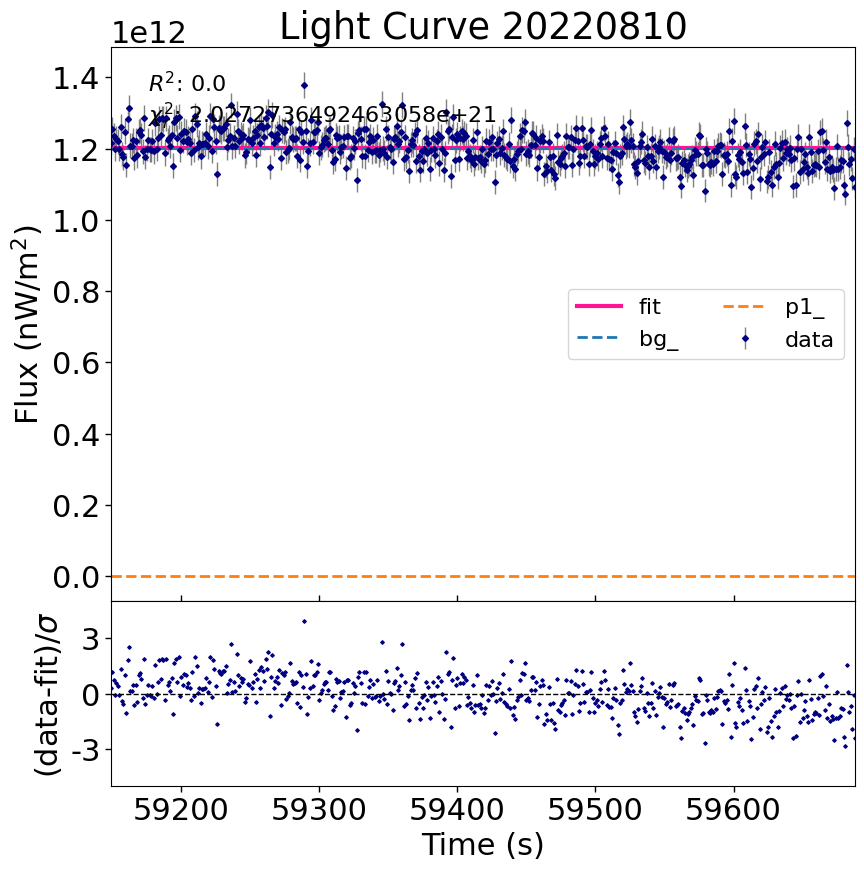 Light Curve 20220810
1e12
R²: 0.0
χ²: 2.0272736492463058e+21
1.4
1.2
1.0
0.8
0.6
0.4
0.2
0.0
Flux (nW/m²)
fit
bg_
p1_
data
3
0
-3
(data-fit)/σ
59200 59300 59400 59500 59600
Time (s)